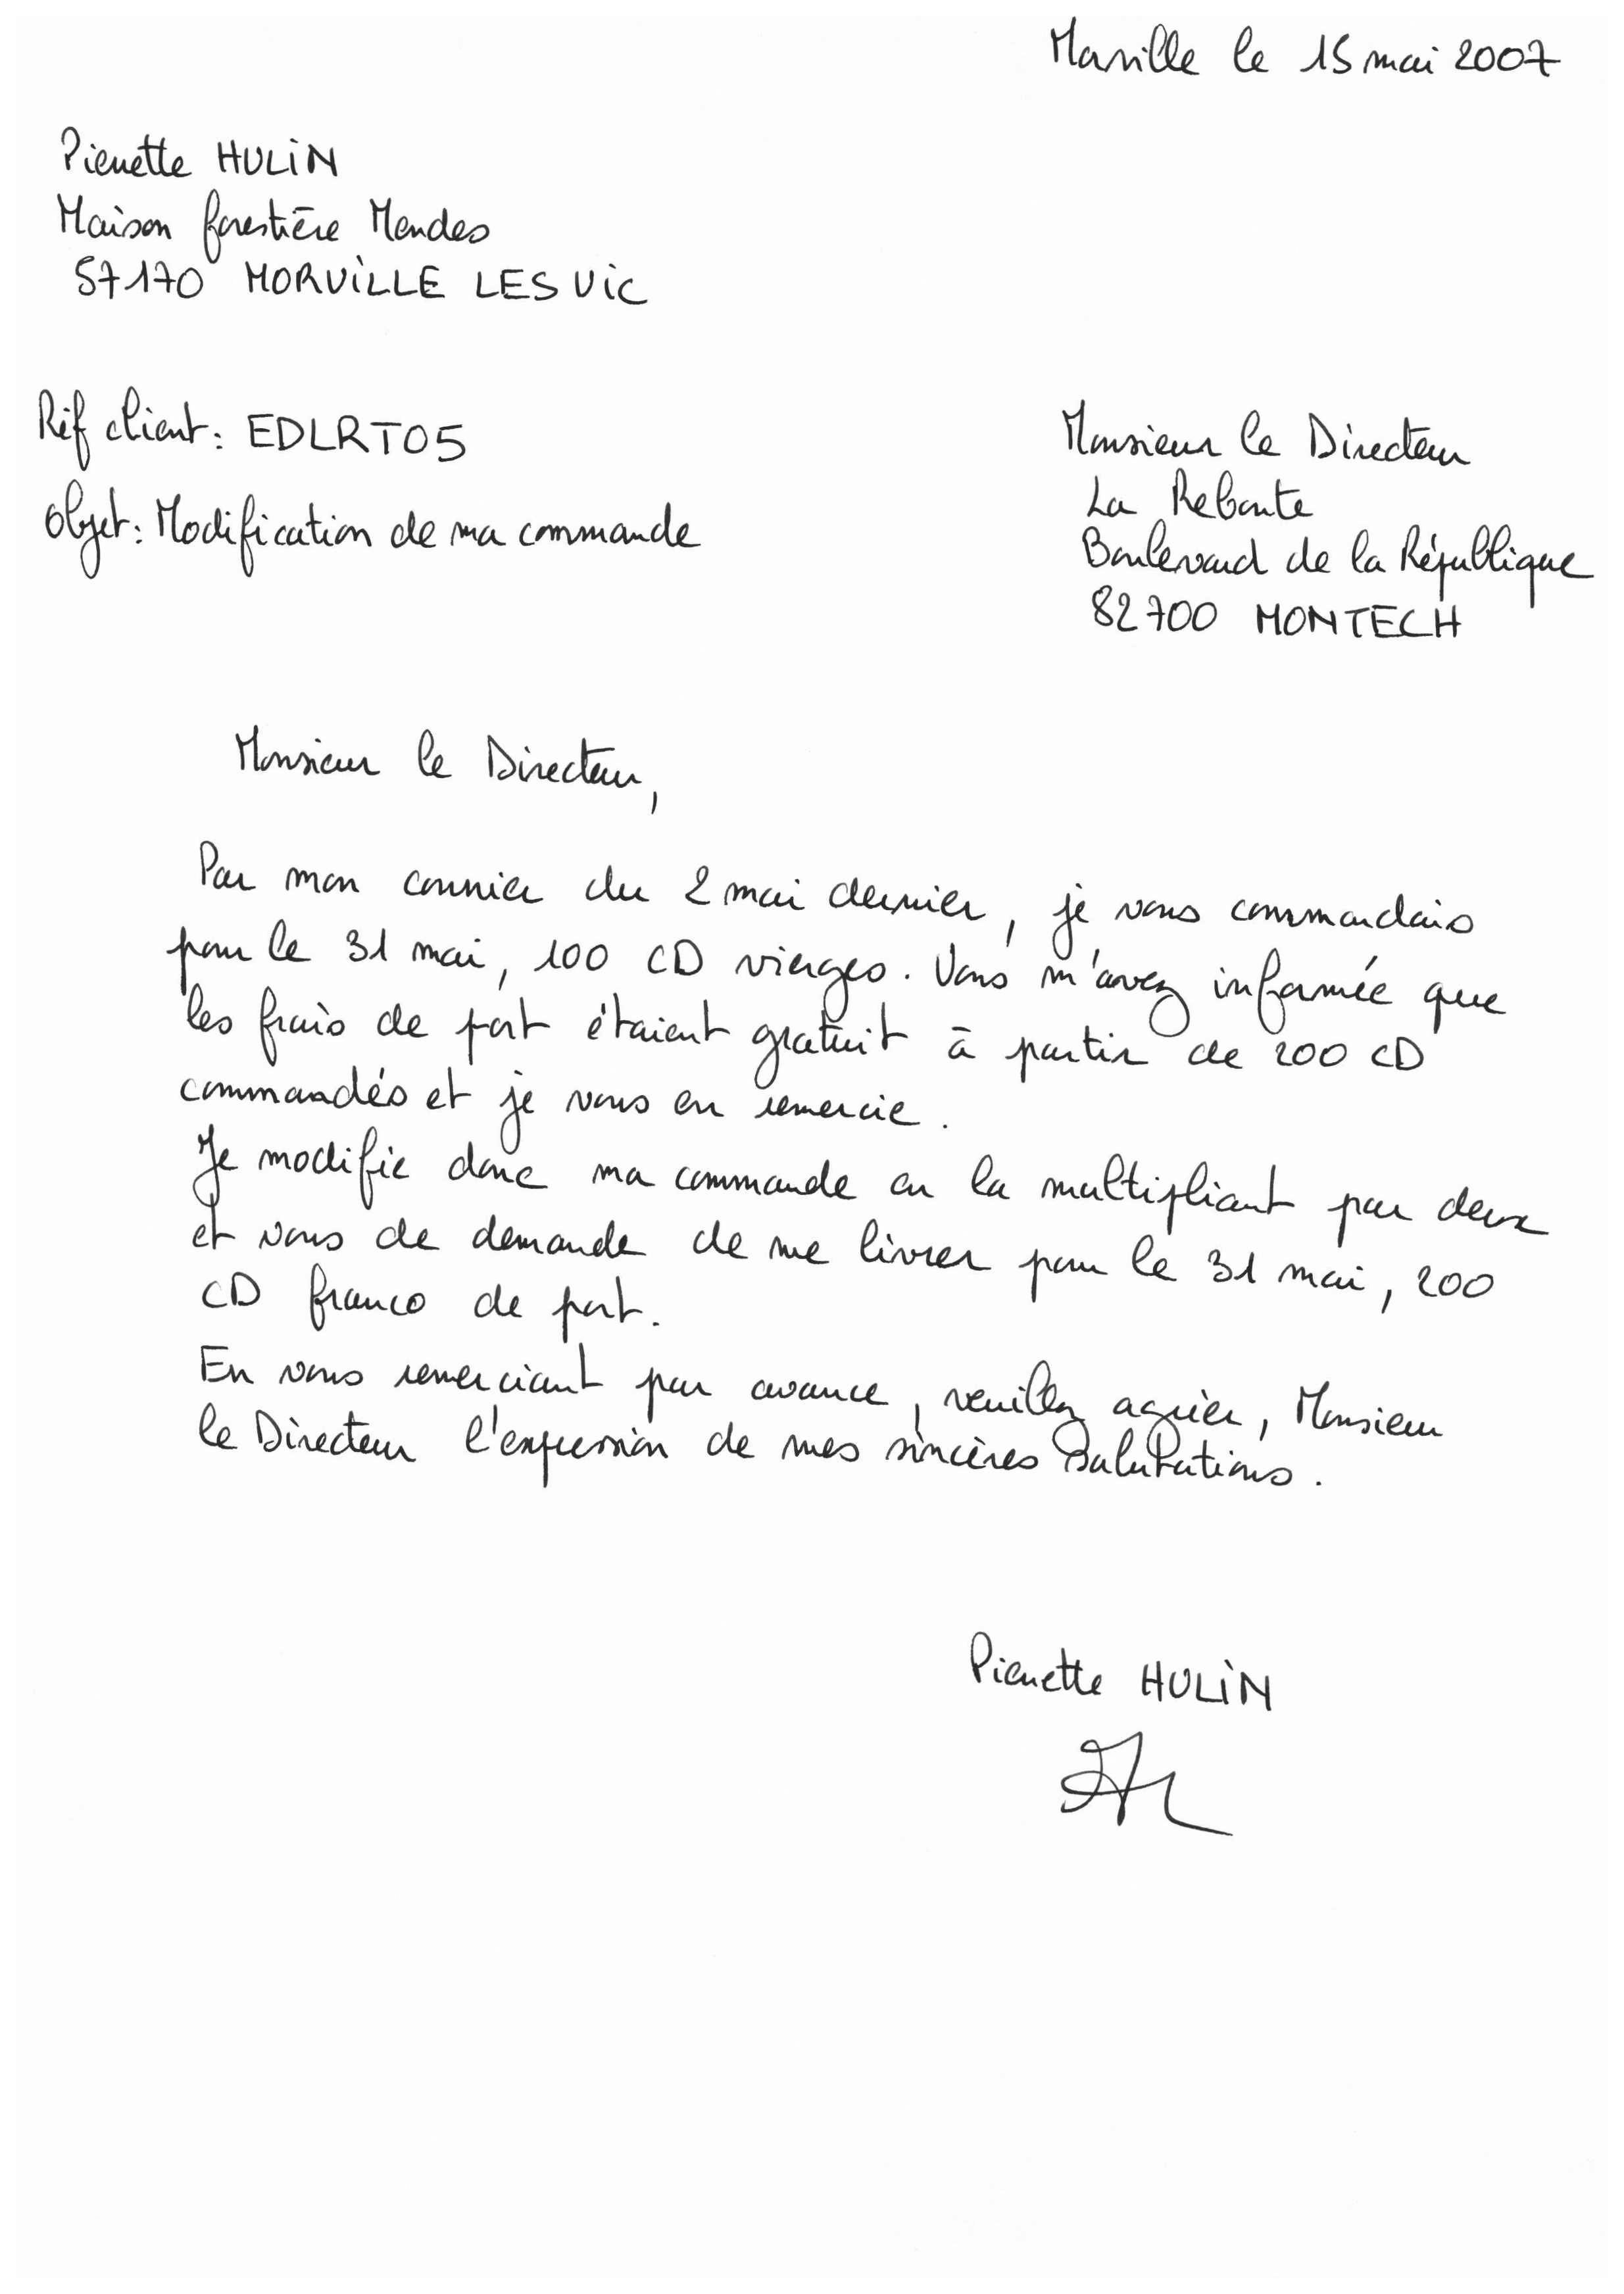 Morville le 15 mai 2007
Pierrette HULIN
Maison forestière Mendes
57170 MORVILLE LES VIC
Réf client : EDLRT05
Objet : Modification de ma commande
Monsieur le Directeur
La Reboute
Boulevard de la République
82700 MONTECH
Monsieur le Directeur,
Par mon courrier du 2 mai dernier, je vous commandais
pour le 31 mai, 100 CD vierges. Vous m'avez informée que
les frais de port étaient gratuit à partir de 200 CD
commandés et je vous en remercie.
Je modifie donc ma commande en la multipliant par deux
et vous de demande de me livrer pour le 31 mai, 200
CD franco de port.
En vous remerciant par avance, veuillez agréer, Monsieur
le Directeur l'expression de mes sincères salutations.
Pierrette HULIN